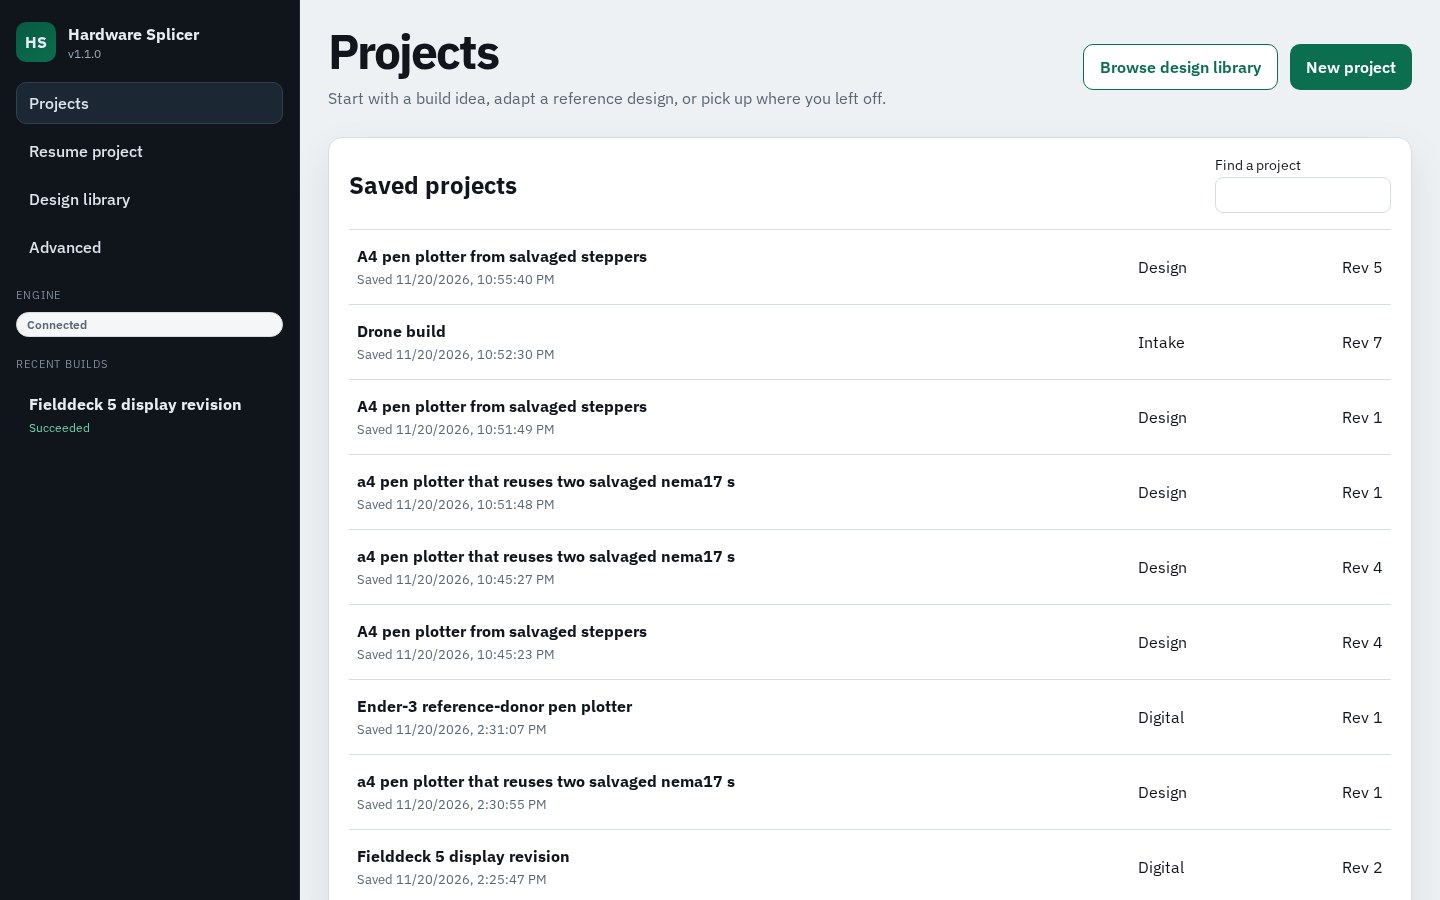 HS
Hardware Splicer
v1.1.0
Projects
Resume project
Design library
Advanced
ENGINE
Connected
RECENT BUILDS
Fielddeck 5 display revision
Succeeded
Projects
Start with a build idea, adapt a reference design, or pick up where you left off.
Browse design library
New project
Saved projects
Find a project
A4 pen plotter from salvaged steppers
Saved 11/20/2026, 10:55:40 PM
Design
Rev 5
Drone build
Saved 11/20/2026, 10:52:30 PM
Intake
Rev 7
A4 pen plotter from salvaged steppers
Saved 11/20/2026, 10:51:49 PM
Design
Rev 1
a4 pen plotter that reuses two salvaged nema17 s
Saved 11/20/2026, 10:51:48 PM
Design
Rev 1
a4 pen plotter that reuses two salvaged nema17 s
Saved 11/20/2026, 10:45:27 PM
Design
Rev 4
A4 pen plotter from salvaged steppers
Saved 11/20/2026, 10:45:23 PM
Design
Rev 4
Ender-3 reference-donor pen plotter
Saved 11/20/2026, 2:31:07 PM
Digital
Rev 1
a4 pen plotter that reuses two salvaged nema17 s
Saved 11/20/2026, 2:30:55 PM
Design
Rev 1
Fielddeck 5 display revision
Saved 11/20/2026, 2:25:47 PM
Digital
Rev 2